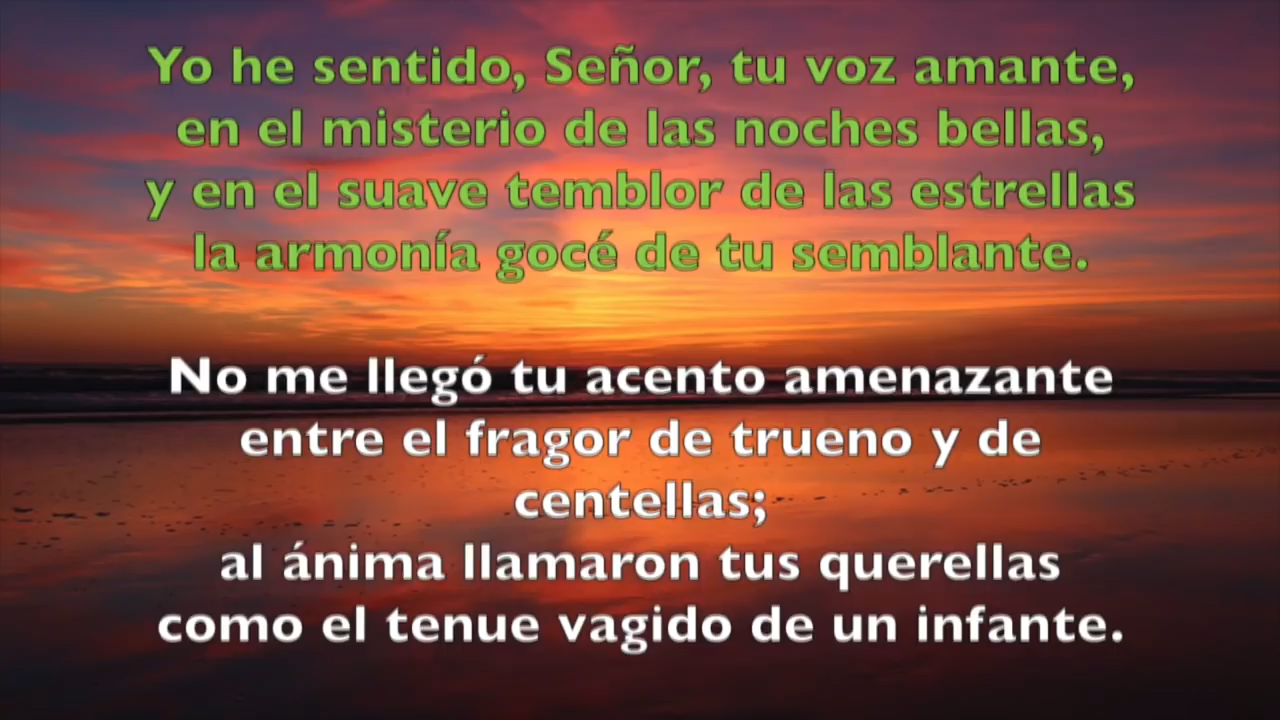 Yo he sentido, Señor, tu voz amante,
en el misterio de las noches bellas,
y en el suave temblor de las estrellas
la armonía gocé de tu semblante.
No me llegó tu acento amenazante
entre el fragor de trueno y de
centellas;
al ánima llamaron tus querellas
como el tenue vagido de un infante.